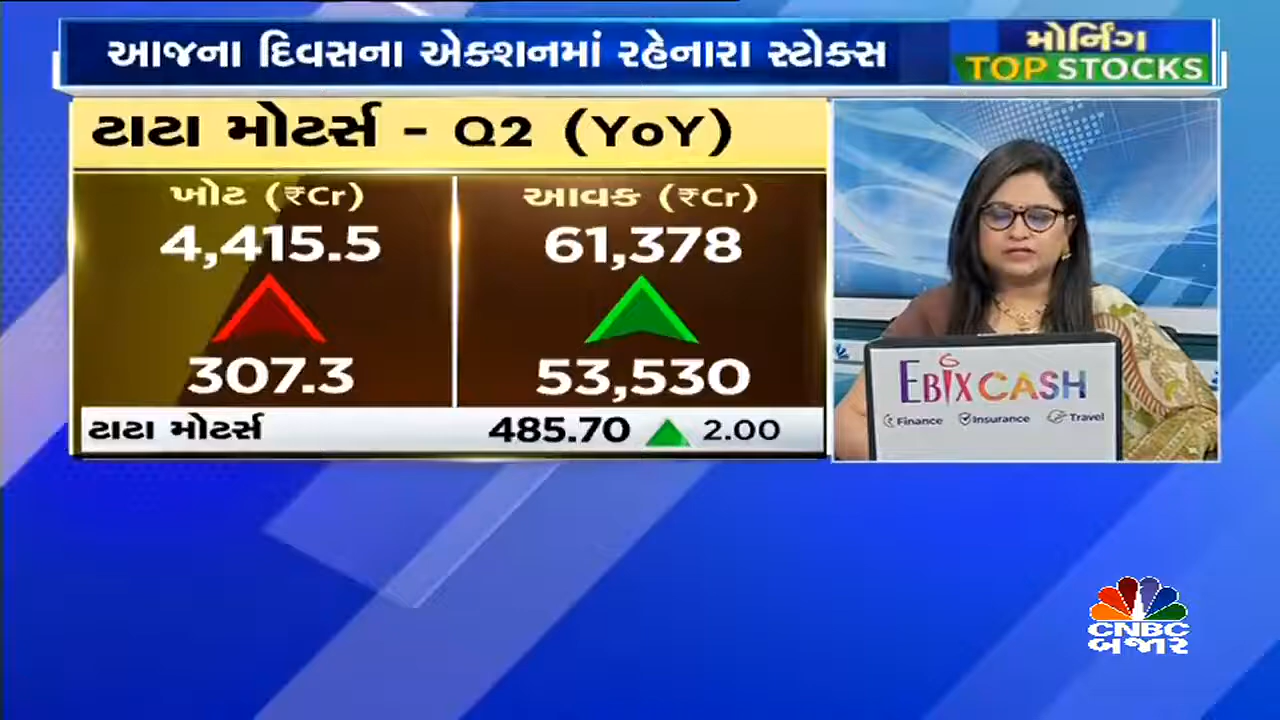 આજના દિવસના એક્શનમાં રહેનારા સ્ટોક્સ
મોર્નિંગ
TOP STOCKS
ટાટા મોટર્સ - Q2 (YoY)
ખોટ (₹Cr)
4,415.5
307.3
આવક (₹Cr)
61,378
53,530
ટાટા મોટર્સ 485.70 2.00
EBIXCASH
Finance Insurance Travel
CNBC
બજાર